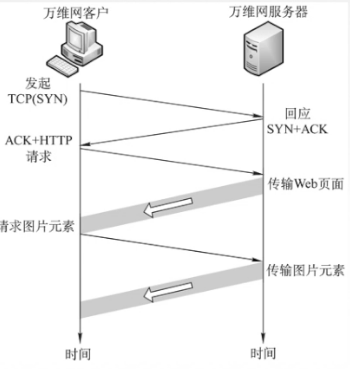 万维网客户
万维网服务器
发起
TCP(SYN)
回应
SYN+ACK
ACK+HTTP
请求
传输Web页面
请求图片元素
传输图片元素
时间
时间